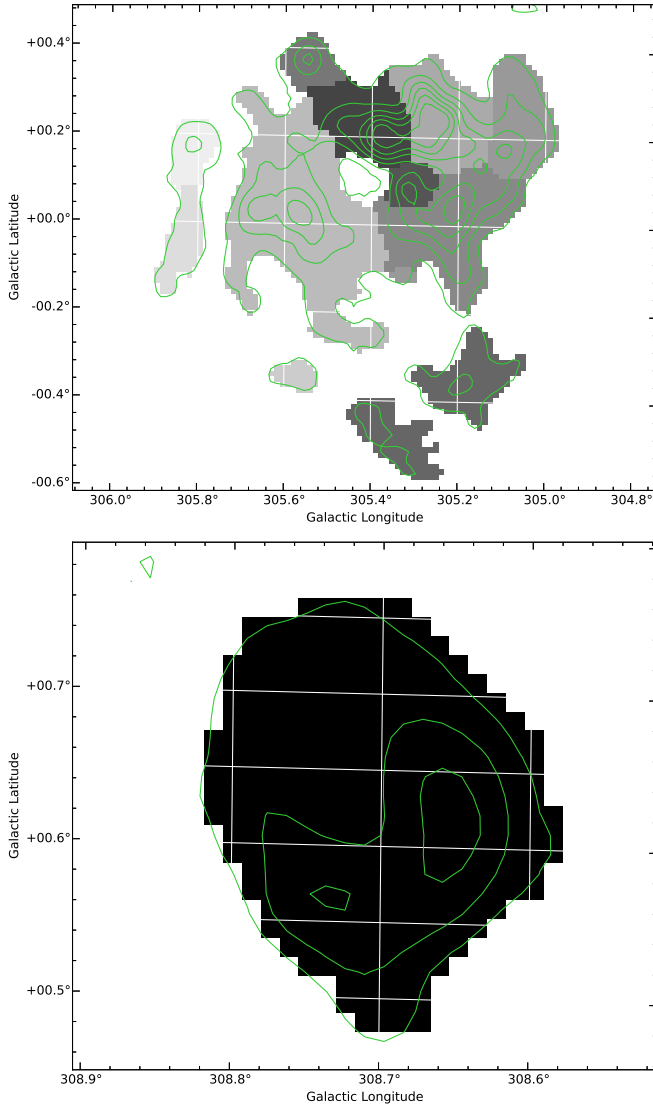 +00.4°
+00.2°
+00.0°
-00.2°
-00.4°
-00.6°
Galactic Latitude
306.0° 305.8° 305.6° 305.4° 305.2° 305.0° 304.8°
Galactic Longitude
+00.7°
+00.6°
+00.5°
Galactic Latitude
308.9° 308.8° 308.7° 308.6°
Galactic Longitude